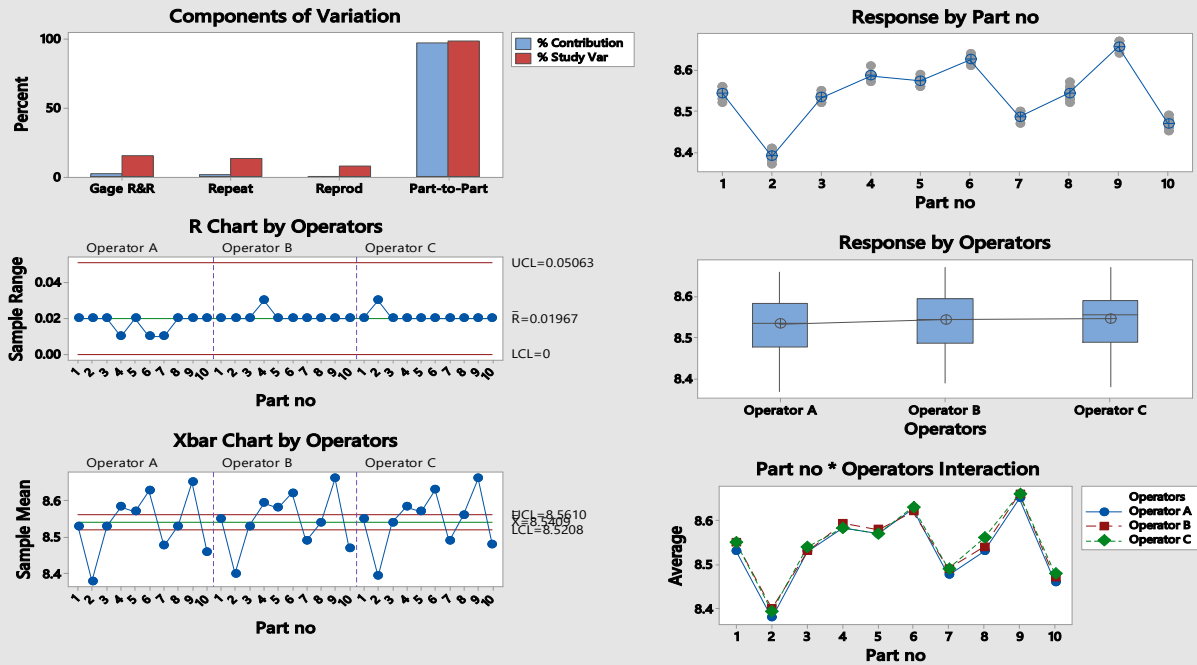 Components of Variation
100
50
0
Percent
% Contribution
% Study Var
Gage R&R Repeat Reprod Part-to-Part
R Chart by Operators
Operator A Operator B Operator C
Sample Range
0.04
0.02
0.00
UCL=0.05063
R̄=0.01967
LCL=0
1 2 3 4 5 6 7 8 9 10 1 2 3 4 5 6 7 8 9 10 1 2 3 4 5 6 7 8 9 10
Part no
Xbar Chart by Operators
Operator A Operator B Operator C
Sample Mean
8.6
8.5
8.4
UCL=8.5610
X̿=8.5409
LCL=8.5208
1 2 3 4 5 6 7 8 9 10 1 2 3 4 5 6 7 8 9 10 1 2 3 4 5 6 7 8 9 10
Part no
Response by Part no
8.6
8.5
8.4
1 2 3 4 5 6 7 8 9 10
Part no
Response by Operators
8.6
8.5
8.4
Operator A Operator B Operator C
Operators
Part no * Operators Interaction
Average
8.6
8.5
8.4
1 2 3 4 5 6 7 8 9 10
Part no
Operators
Operator A
Operator B
Operator C